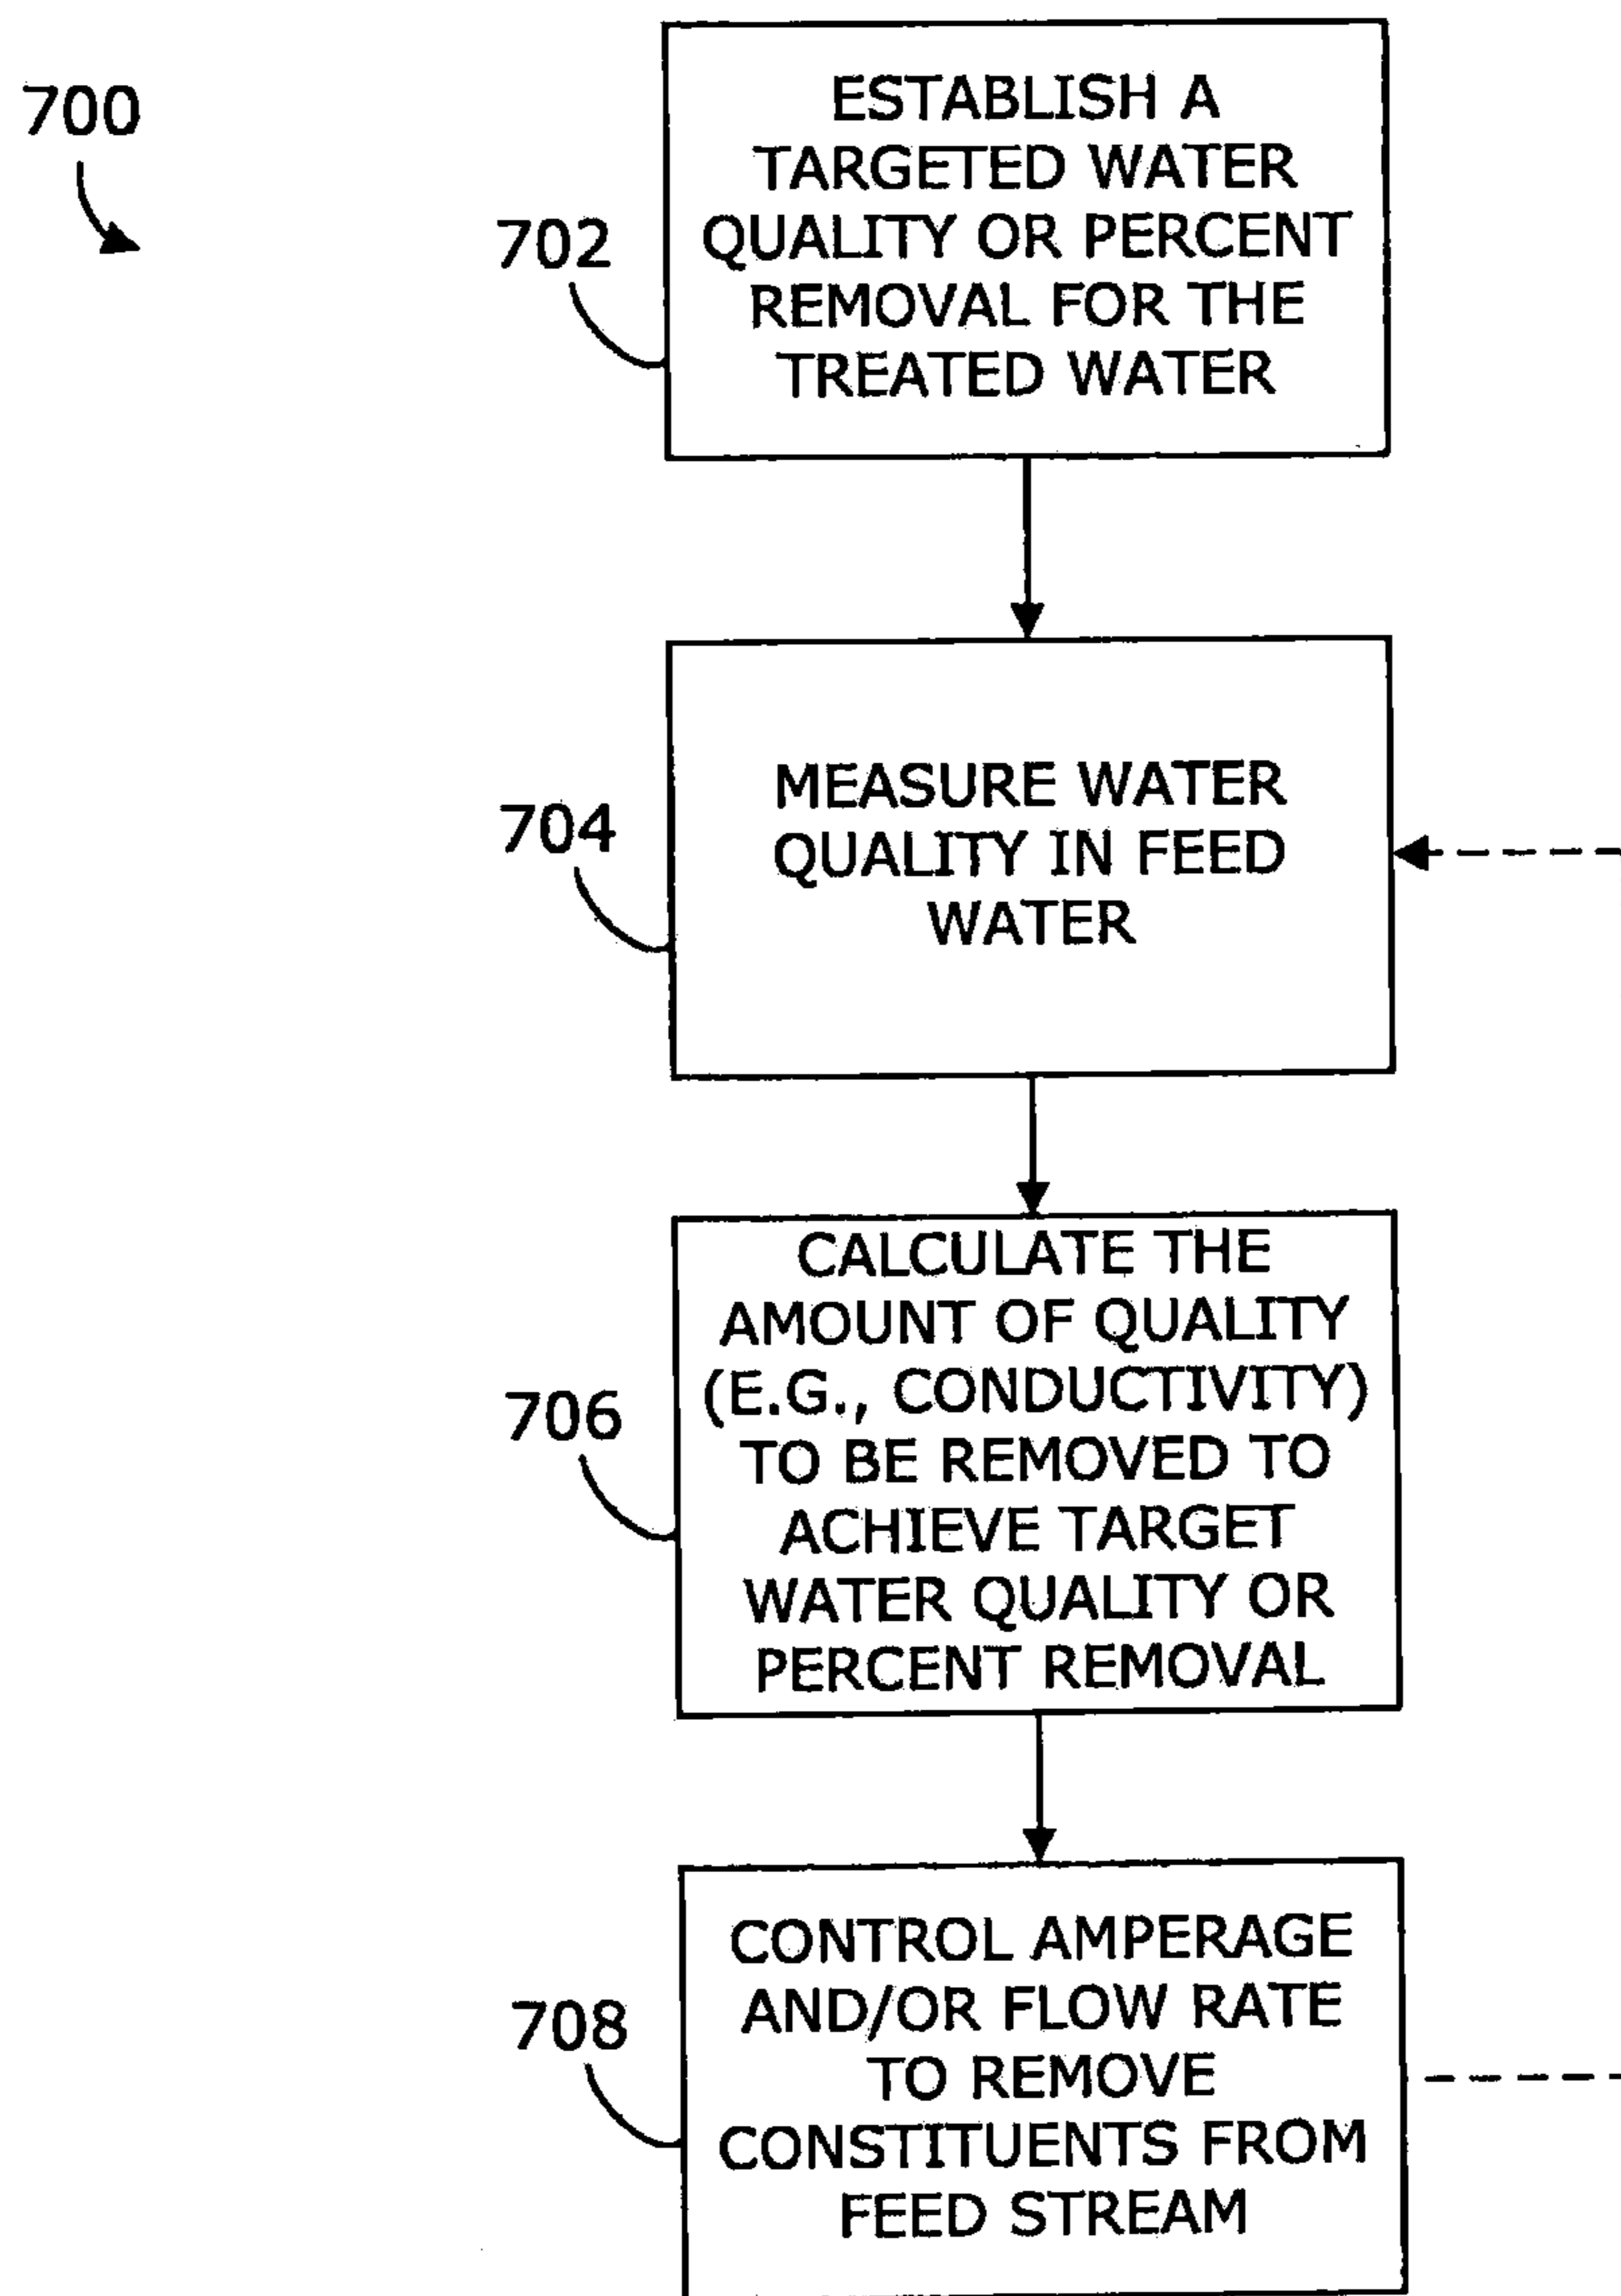 700
702
ESTABLISH A
TARGETED WATER
QUALITY OR PERCENT
REMOVAL FOR THE
TREATED WATER
704
MEASURE WATER
QUALITY IN FEED
WATER
706
CALCULATE THE
AMOUNT OF QUALITY
(E.G., CONDUCTIVITY)
TO BE REMOVED TO
ACHIEVE TARGET
WATER QUALITY OR
PERCENT REMOVAL
708
CONTROL AMPERAGE
AND/OR FLOW RATE
TO REMOVE
CONSTITUENTS FROM
FEED STREAM